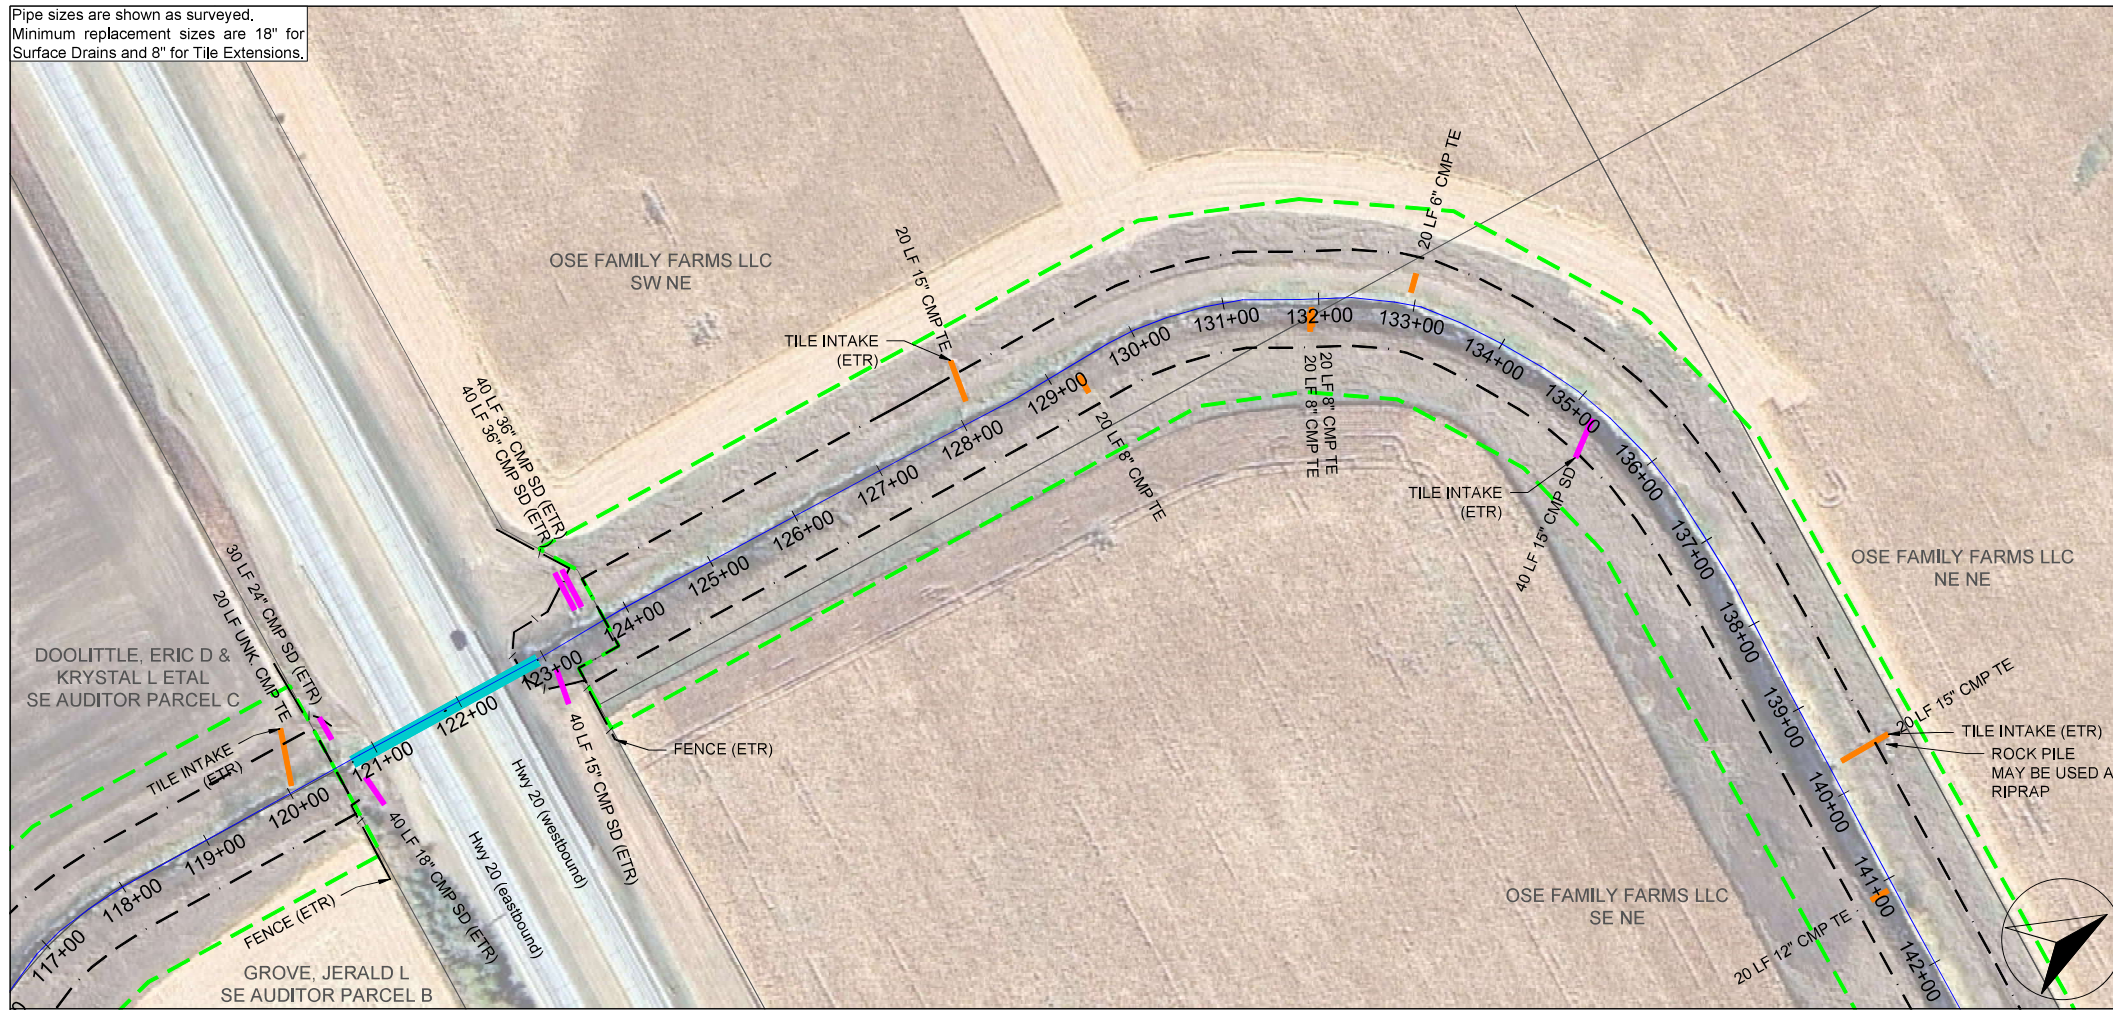 Pipe sizes are shown as surveyed.
Minimum replacement sizes are 18" for
Surface Drains and 8" for Tile Extensions.
OSE FAMILY FARMS LLC
SW NE
20 LF 15" CMP TE
TILE INTAKE
(ETR)
20 LF 6" CMP TE
40 LF 36" CMP SD (ETR)
40 LF 36" CMP SD (ETR)
131+00
132+00
133+00
130+00
134+00
129+00
135+00
128+00
136+00
127+00
137+00
126+00
125+00
124+00
123+00
122+00
121+00
120+00
119+00
118+00
117+00
138+00
139+00
140+00
141+00
142+00
20 LF 8" CMP TE
20 LF 8" CMP TE
20 LF 8" CMP TE
TILE INTAKE
(ETR)
40 LF 15" CMP SD
OSE FAMILY FARMS LLC
NE NE
30 LF 24" CMP SD (ETR)
20 LF UNK. CMP TE
DOOLITTLE, ERIC D &
KRYSTAL L ETAL
SE AUDITOR PARCEL C
TILE INTAKE
(ETR)
FENCE (ETR)
40 LF 15" CMP SD (ETR)
Hwy 20 (westbound)
Hwy 20 (eastbound)
40 LF 18" CMP SD (ETR)
FENCE (ETR)
GROVE, JERALD L
SE AUDITOR PARCEL B
20 LF 15" CMP TE
TILE INTAKE (ETR)
ROCK PILE
MAY BE USED A
RIPRAP
OSE FAMILY FARMS LLC
SE NE
20 LF 12" CMP TE